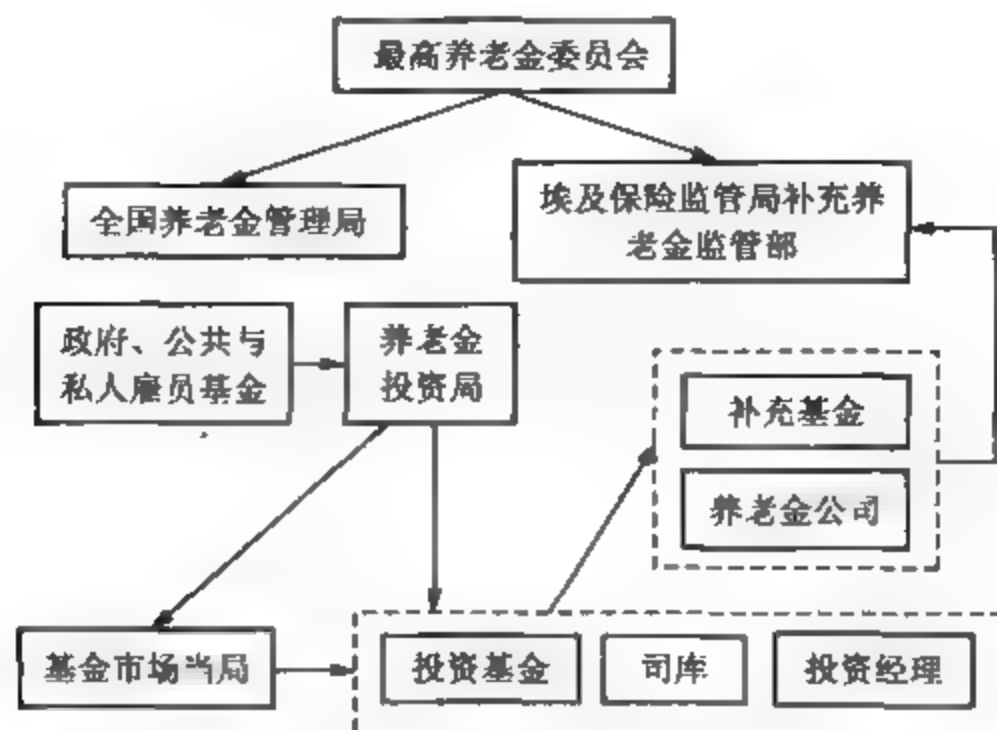 最高养老金委员会
全国养老金管理局
埃及保险监管局补充养
老金监管部
政府、公共与
私人雇员基金
养老金
投资局
补充基金
养老金公司
基金市场当局
投资基金
司库
投资经理